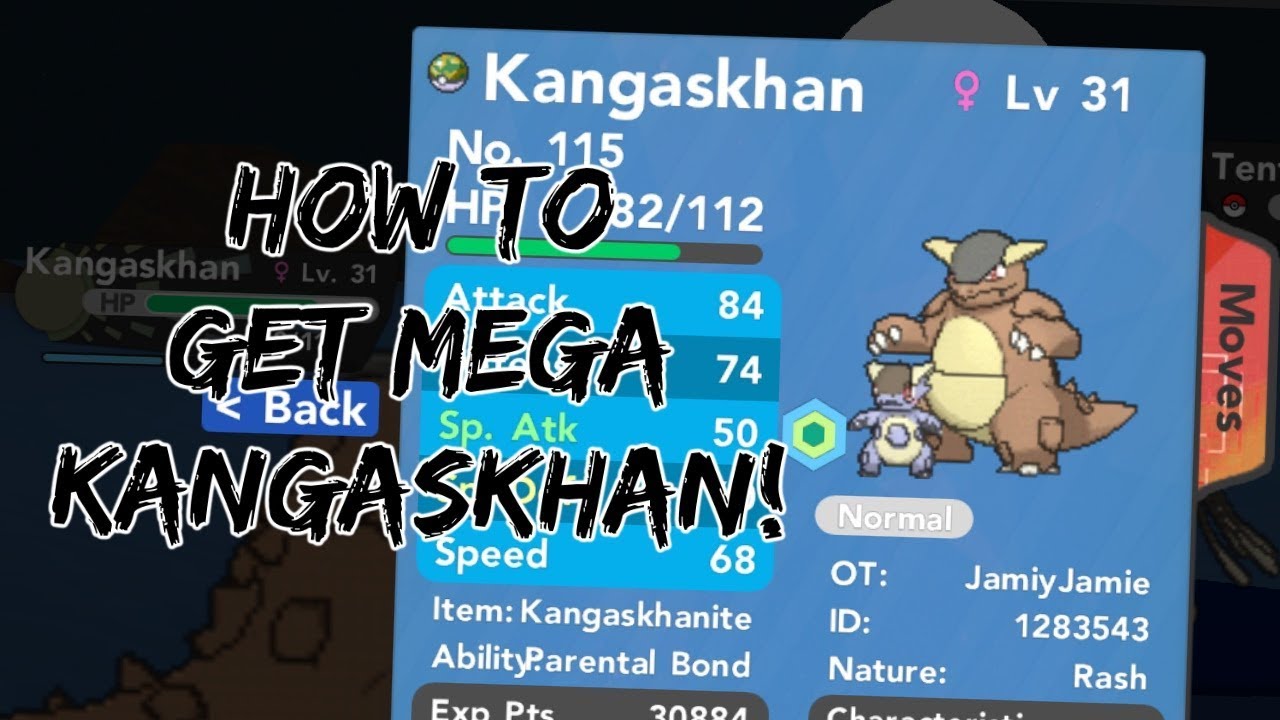 Kangaskhan ♀ Lv 31
No. 115
HP 82/112
HOW TO
GET MEGA
KANGASKHAN!
Kangaskhan ♀ Lv. 31
HP
< Back
Attack 84
74
Sp. Atk 50
Speed 68
Item: Kangaskhanite
Ability: Parental Bond
Exp Pts 30884
Normal
OT: JamiyJamie
ID: 1283543
Nature: Rash
Moves